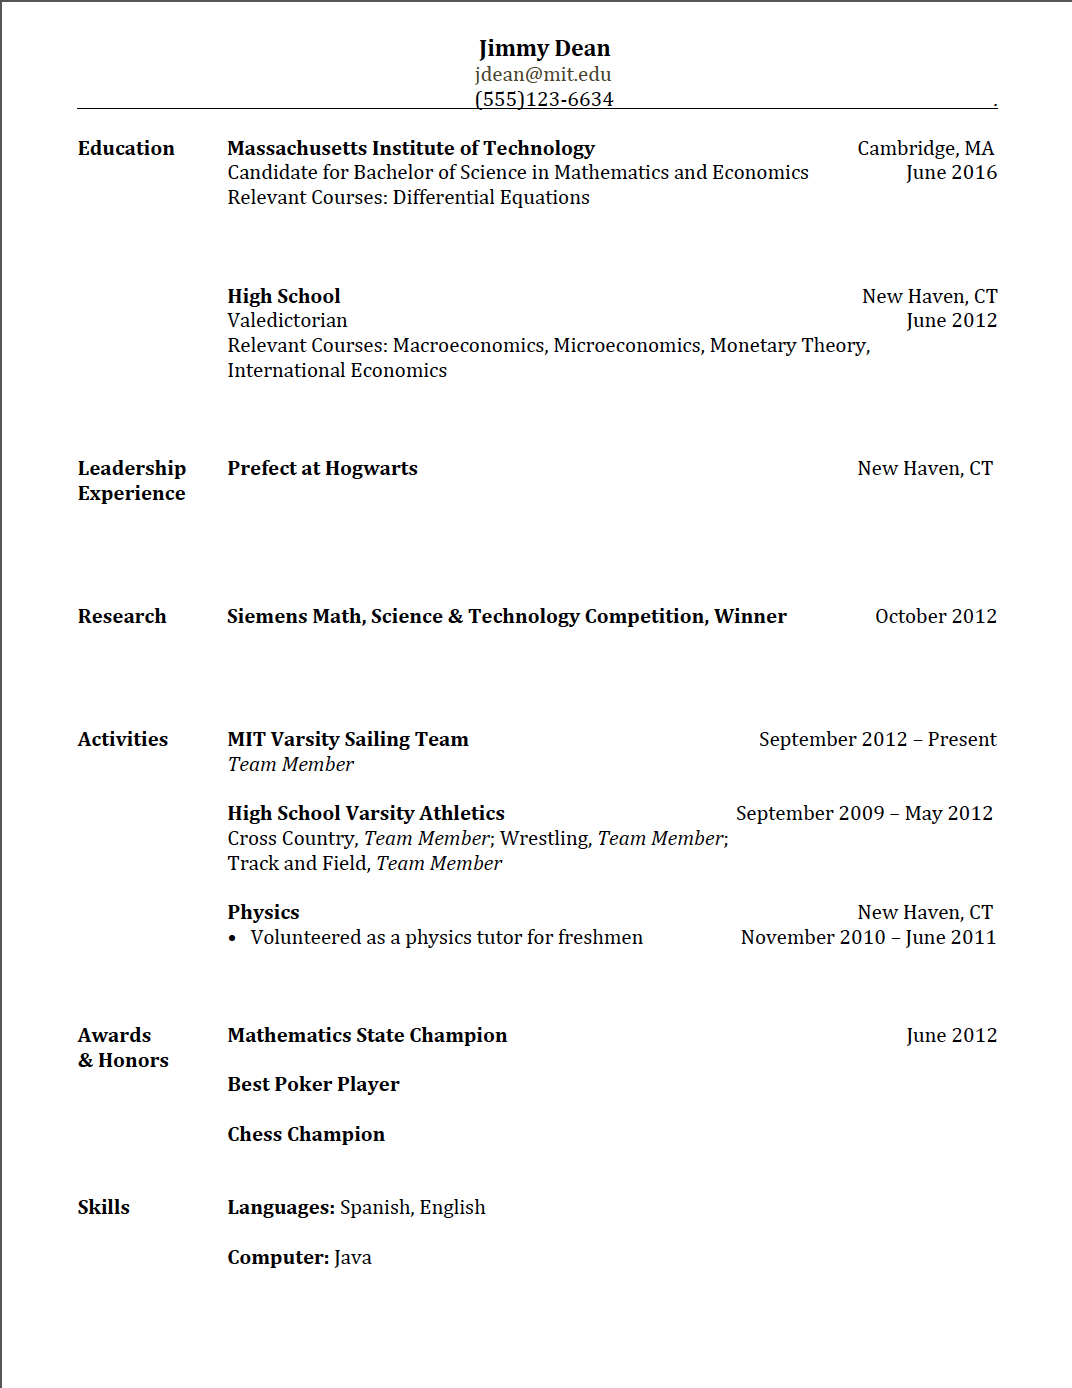 Jimmy Dean
jdean@mit.edu
(555)123-6634 .
Education Massachusetts Institute of Technology Cambridge, MA
Candidate for Bachelor of Science in Mathematics and Economics June 2016
Relevant Courses: Differential Equations
High School New Haven, CT
Valedictorian June 2012
Relevant Courses: Macroeconomics, Microeconomics, Monetary Theory,
International Economics
Leadership Prefect at Hogwarts New Haven, CT
Experience
Research Siemens Math, Science & Technology Competition, Winner October 2012
Activities MIT Varsity Sailing Team September 2012 – Present
Team Member
High School Varsity Athletics September 2009 – May 2012
Cross Country, Team Member; Wrestling, Team Member;
Track and Field, Team Member
Physics New Haven, CT
• Volunteered as a physics tutor for freshmen November 2010 – June 2011
Awards Mathematics State Champion June 2012
& Honors
Best Poker Player
Chess Champion
Skills Languages: Spanish, English
Computer: Java